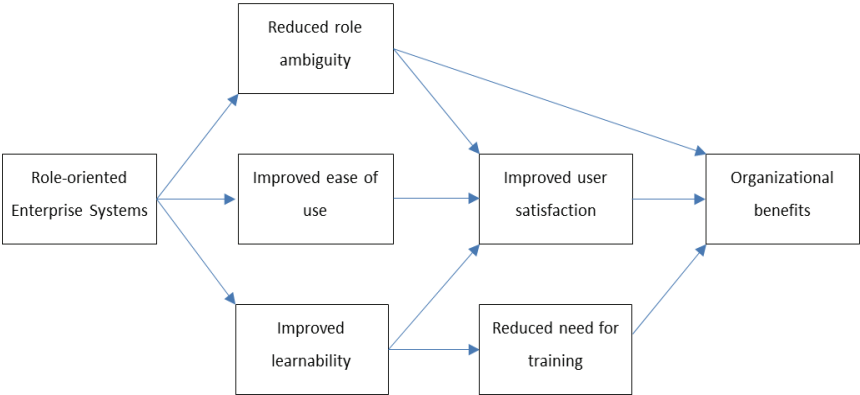 Reduced role
ambiguity
Role-oriented
Enterprise Systems
Improved ease of
use
Improved user
satisfaction
Organizational
benefits
Improved
learnability
Reduced need for
training